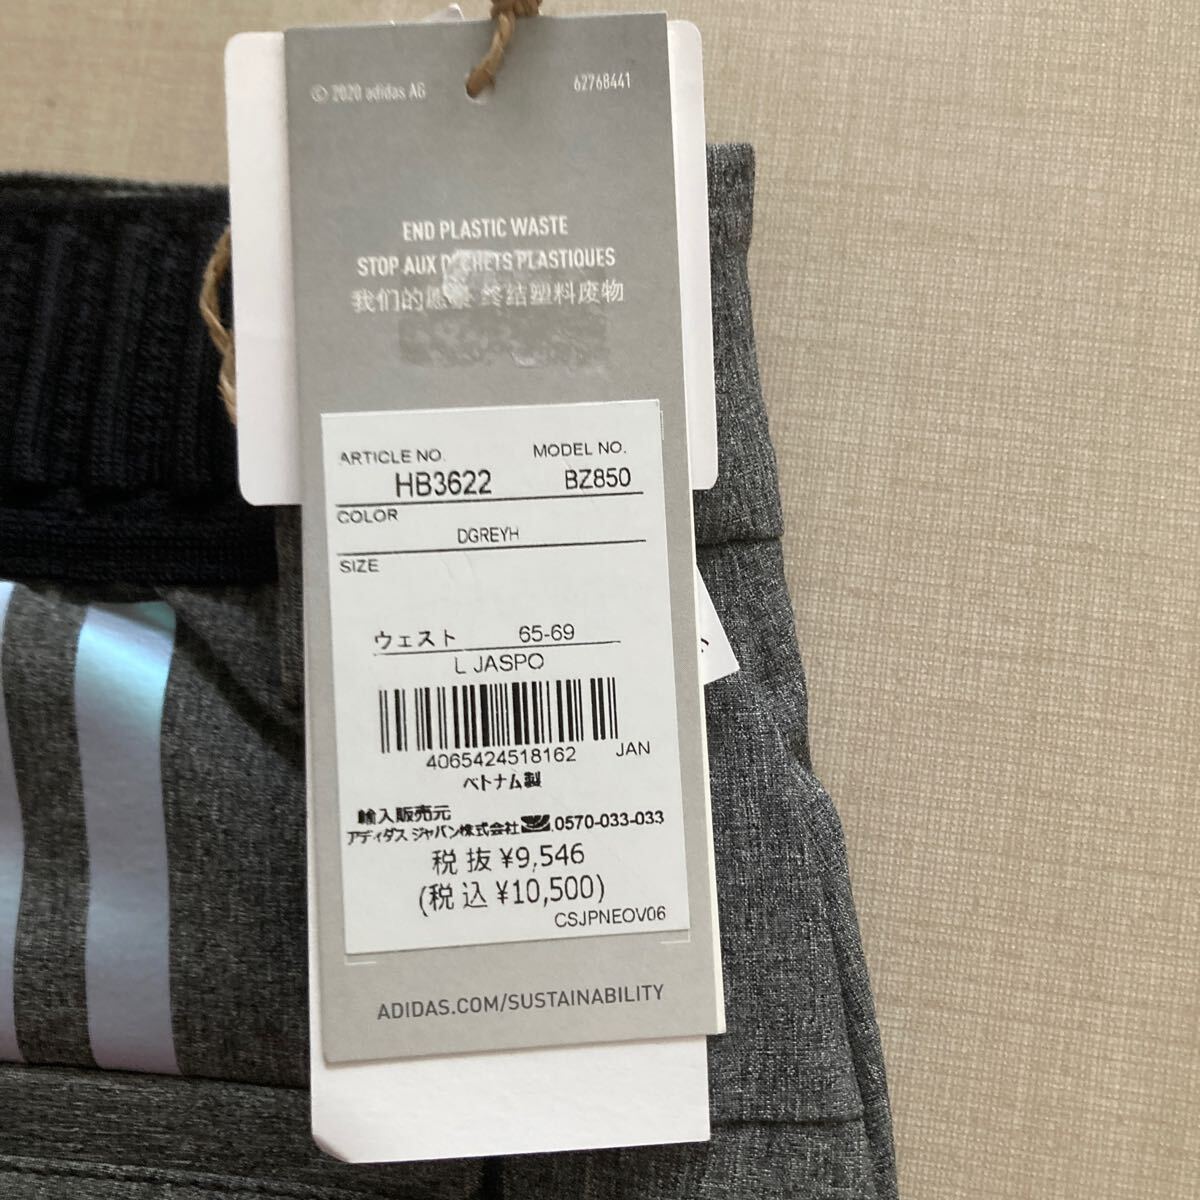 © 2020 adidas AG 62768441
END PLASTIC WASTE
STOP AUX DÉCHETS PLASTIQUES
我们的愿景 终结塑料废物
ARTICLE NO. MODEL NO.
HB3622 BZ850
COLOR
DGREYH
SIZE
ウェスト 65-69
L JASPO
4065424518162 JAN
ベトナム製
輸入販売元
アディダス ジャパン株式会社 0570-033-033
税抜 ¥9,546
(税込 ¥10,500)
CSJPNEOV06
ADIDAS.COM/SUSTAINABILITY